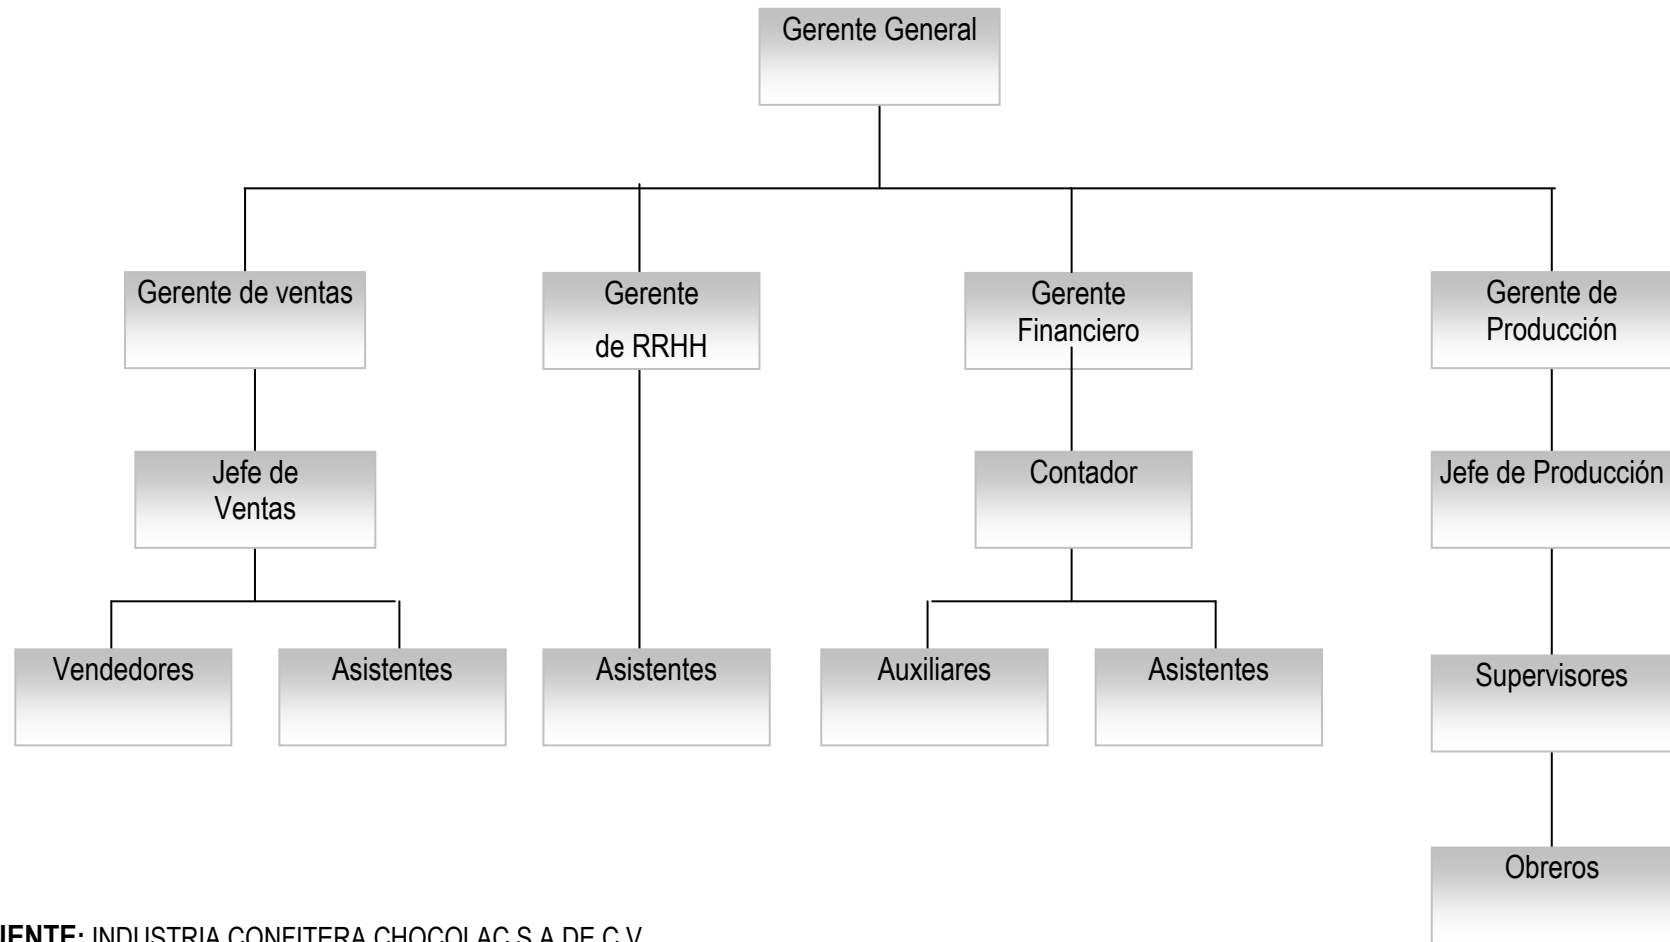 Gerente General
Gerente de ventas
Gerente
de RRHH
Gerente
Financiero
Gerente de
Producción
Jefe de
Ventas
Contador
Jefe de Producción
Vendedores
Asistentes
Asistentes
Auxiliares
Asistentes
Supervisores
Obreros
UENTE: INDUSTRIA CONFITERA CHOCOLAC S.A DE C.V